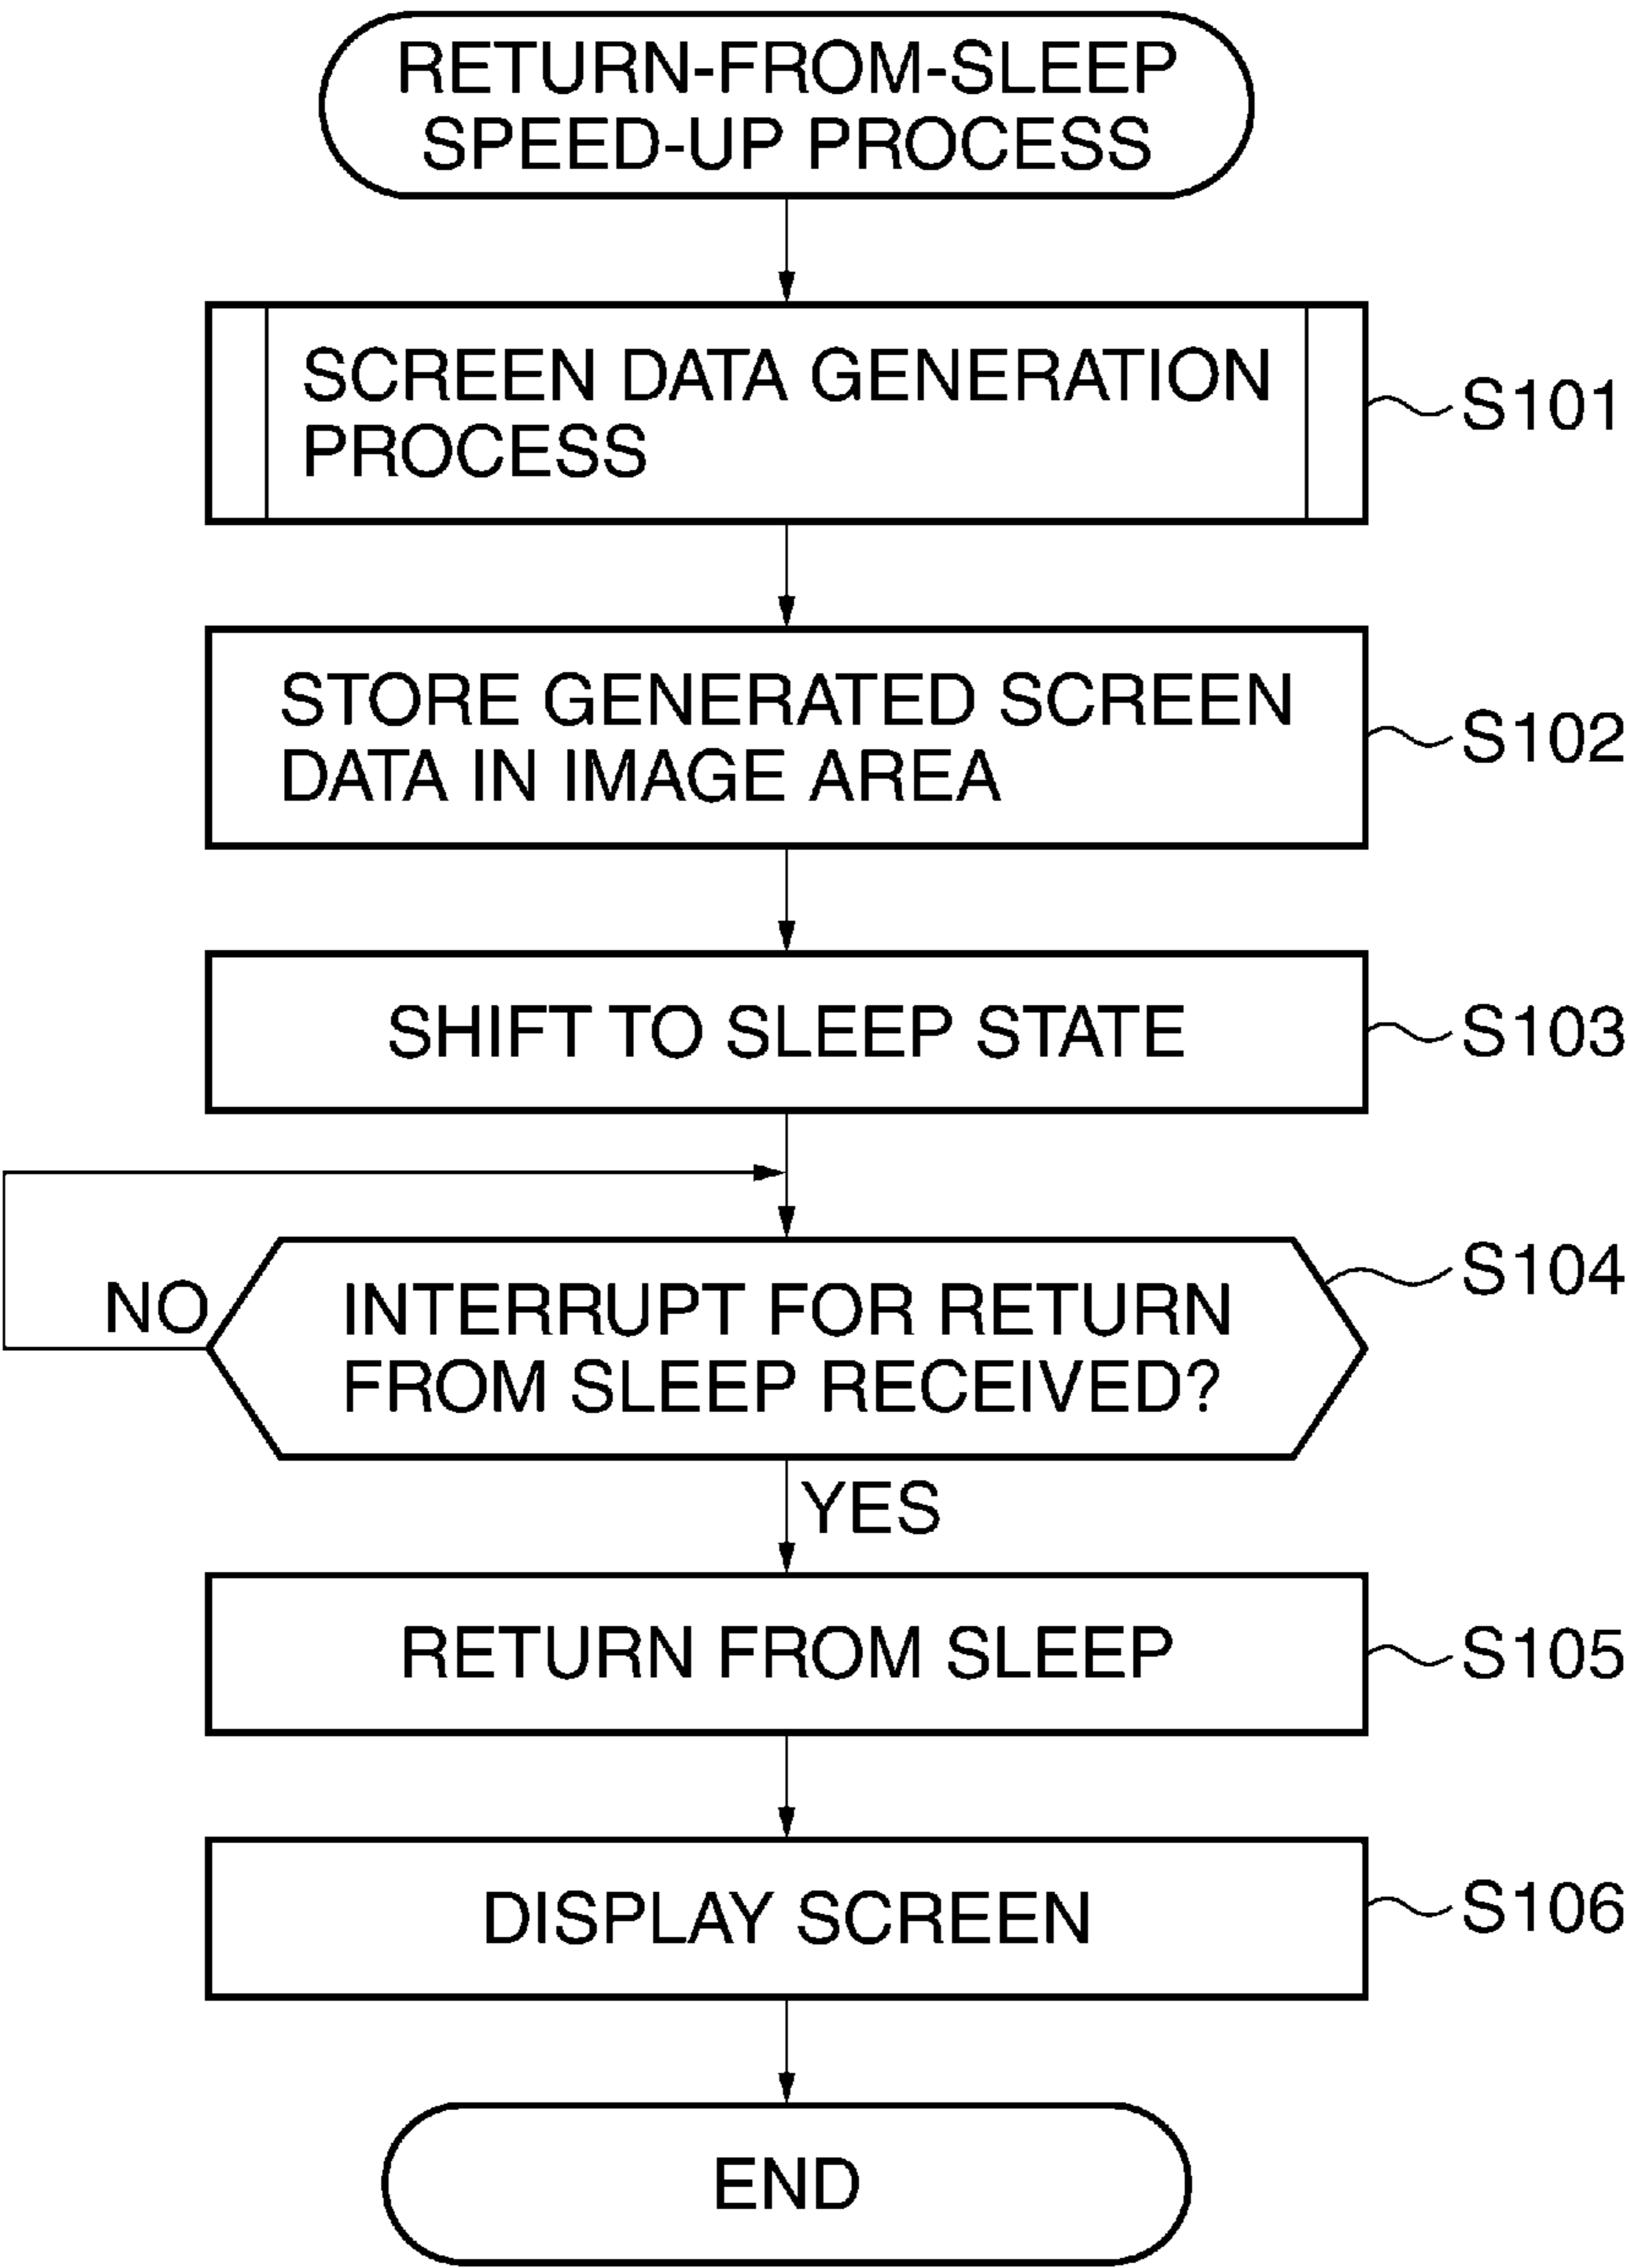 RETURN-FROM-SLEEP
SPEED-UP PROCESS
SCREEN DATA GENERATION
PROCESS
S101
STORE GENERATED SCREEN
DATA IN IMAGE AREA
S102
SHIFT TO SLEEP STATE
S103
INTERRUPT FOR RETURN
FROM SLEEP RECEIVED?
S104
NO
YES
RETURN FROM SLEEP
S105
DISPLAY SCREEN
S106
END